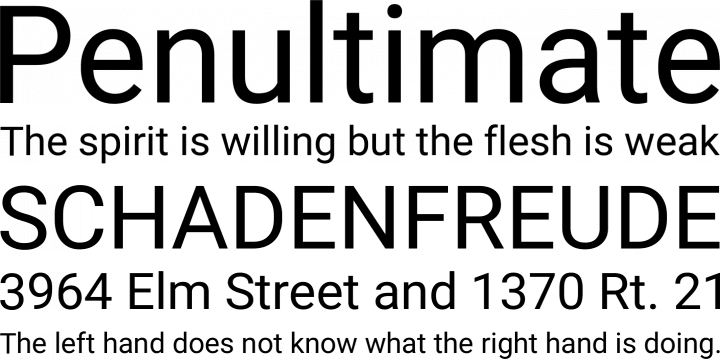 Penultimate
The spirit is willing but the flesh is weak
SCHADENFREUDE
3964 Elm Street and 1370 Rt. 21
The left hand does not know what the right hand is doing.